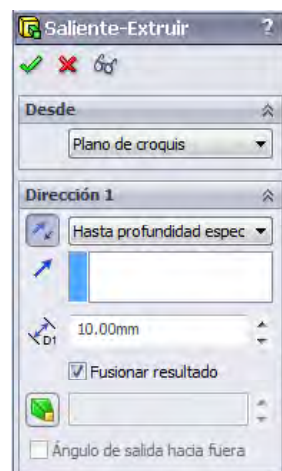 Saliente-Extruir ?
Desde
Plano de croquis
Dirección 1
Hasta profundidad espec
D1
10.00mm
Fusionar resultado
Ángulo de salida hacia fuera